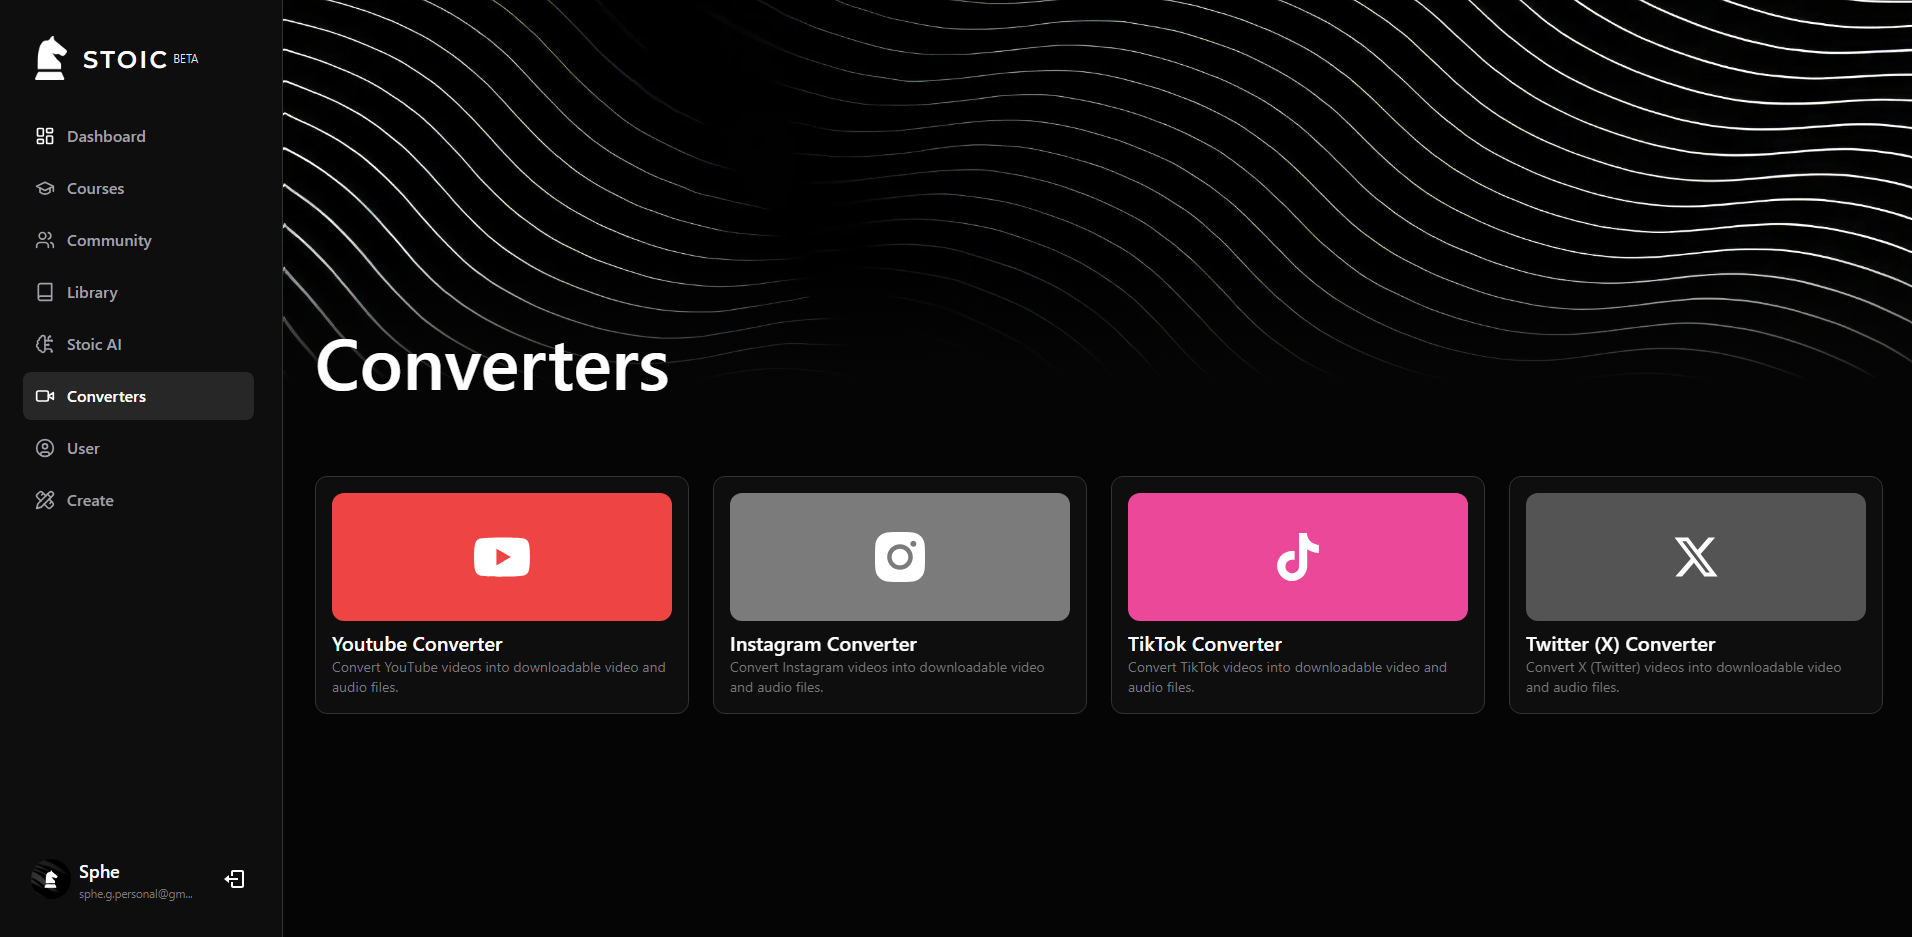 STOIC BETA
Dashboard
Courses
Community
Library
Stoic AI
Converters
User
Create
Sphe
sphe.g.personal@gm...
Converters
Youtube Converter
Convert YouTube videos into downloadable video and
audio files.
Instagram Converter
Convert Instagram videos into downloadable video
and audio files.
TikTok Converter
Convert TikTok videos into downloadable video and
audio files.
Twitter (X) Converter
Convert X (Twitter) videos into downloadable video
and audio files.